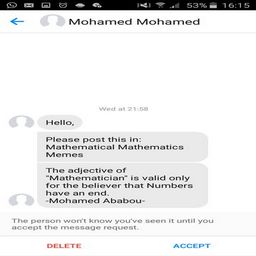 53% 16:15
Mohamed Mohamed
Wed at 21:58
Hello,
Please post this in:
Mathematical Mathematics
Memes
The adjective of
"Mathematician" is valid only
for the believer that Numbers
have an end.
-Mohamed Ababou-
The person won't know you've seen it until you
accept the message request.
DELETE ACCEPT